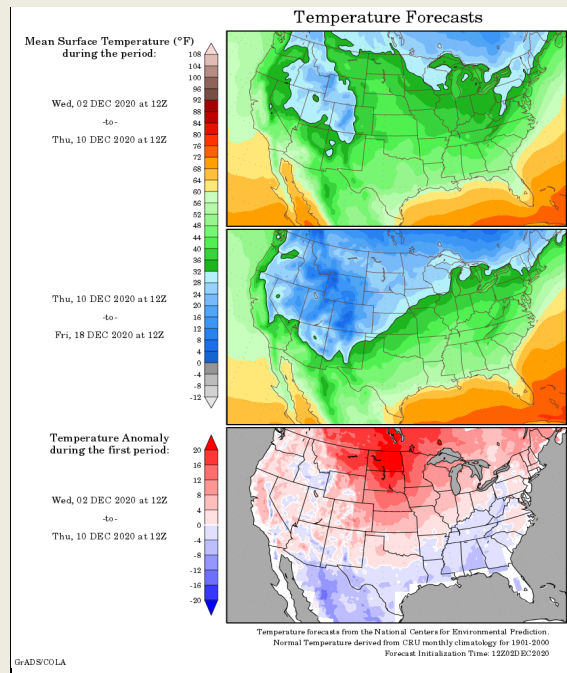 Temperature Forecasts
Mean Surface Temperature (°F)
during the period:
Wed, 02 DEC 2020 at 12Z
-to-
Thu, 10 DEC 2020 at 12Z
108
104
100
96
92
88
84
80
76
72
68
64
60
56
52
48
44
40
36
32
28
24
20
16
12
8
4
0
-4
-8
-12
Thu, 10 DEC 2020 at 12Z
-to-
Fri, 18 DEC 2020 at 12Z
Temperature Anomaly
during the first period:
Wed, 02 DEC 2020 at 12Z
-to-
Thu, 10 DEC 2020 at 12Z
20
16
12
8
4
0
-4
-8
-12
-16
-20
Temperature forecasts from the National Centers for Environmental Prediction.
Normal Temperature derived from CRU monthly climatology for 1901-2000
Forecast Initialization Time: 12Z02DEC2020
GrADS/COLA